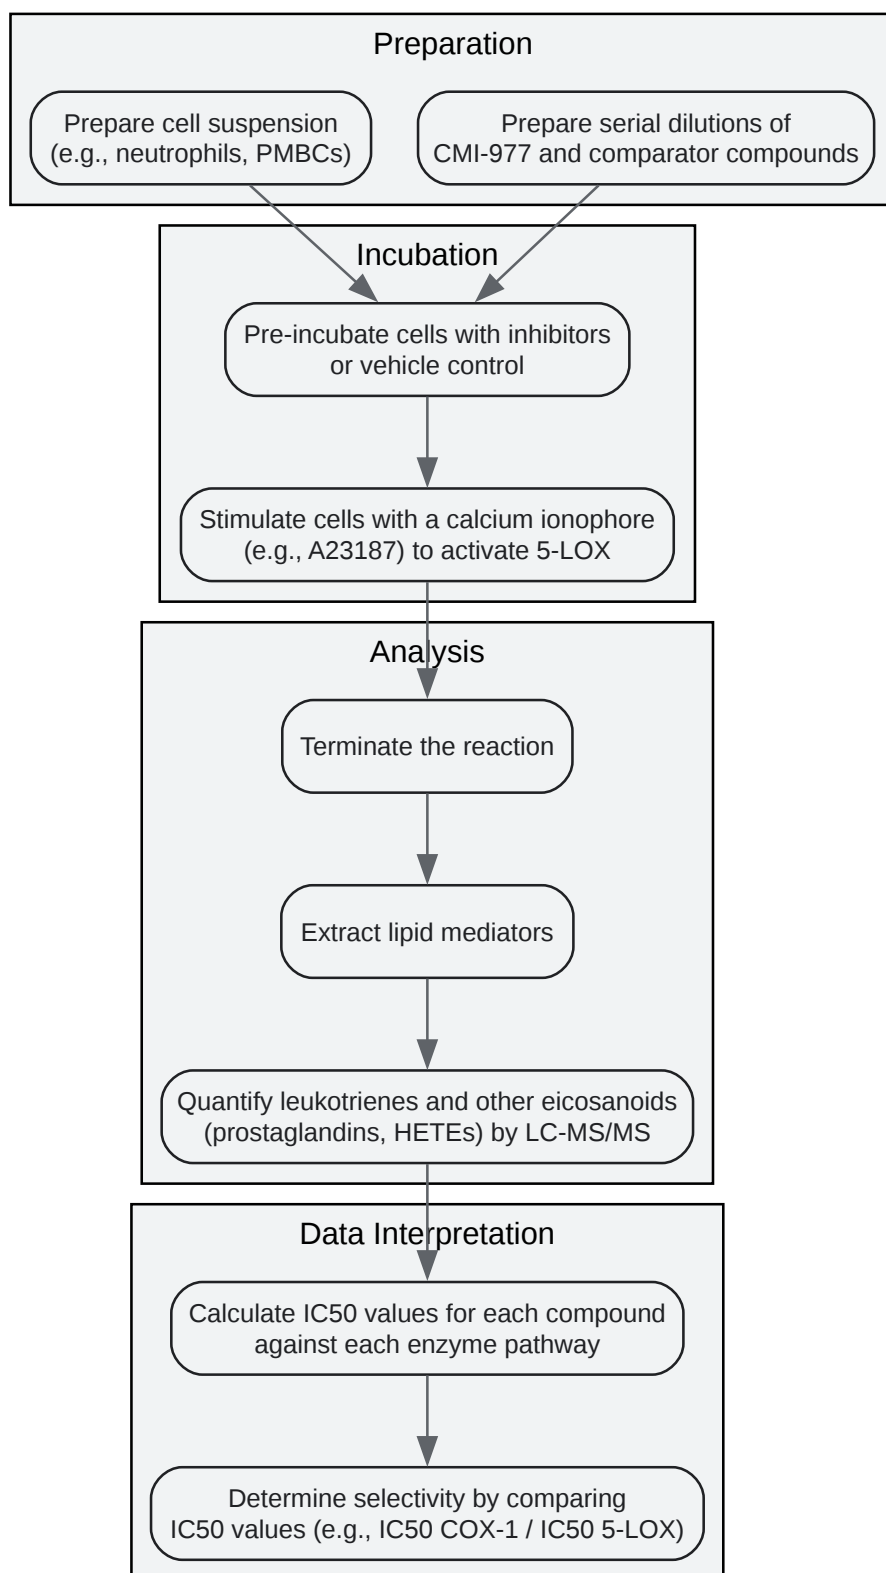 Preparation
Prepare cell suspension
(e.g., neutrophils, PMBCs)
Prepare serial dilutions of
CMI-977 and comparator compounds
Incubation
Pre-incubate cells with inhibitors
or vehicle control
Stimulate cells with a calcium ionophore
(e.g., A23187) to activate 5-LOX
Analysis
Terminate the reaction
Extract lipid mediators
Quantify leukotrienes and other eicosanoids
(prostaglandins, HETEs) by LC-MS/MS
Data Interpretation
Calculate IC50 values for each compound
against each enzyme pathway
Determine selectivity by comparing
IC50 values (e.g., IC50 COX-1 / IC50 5-LOX)